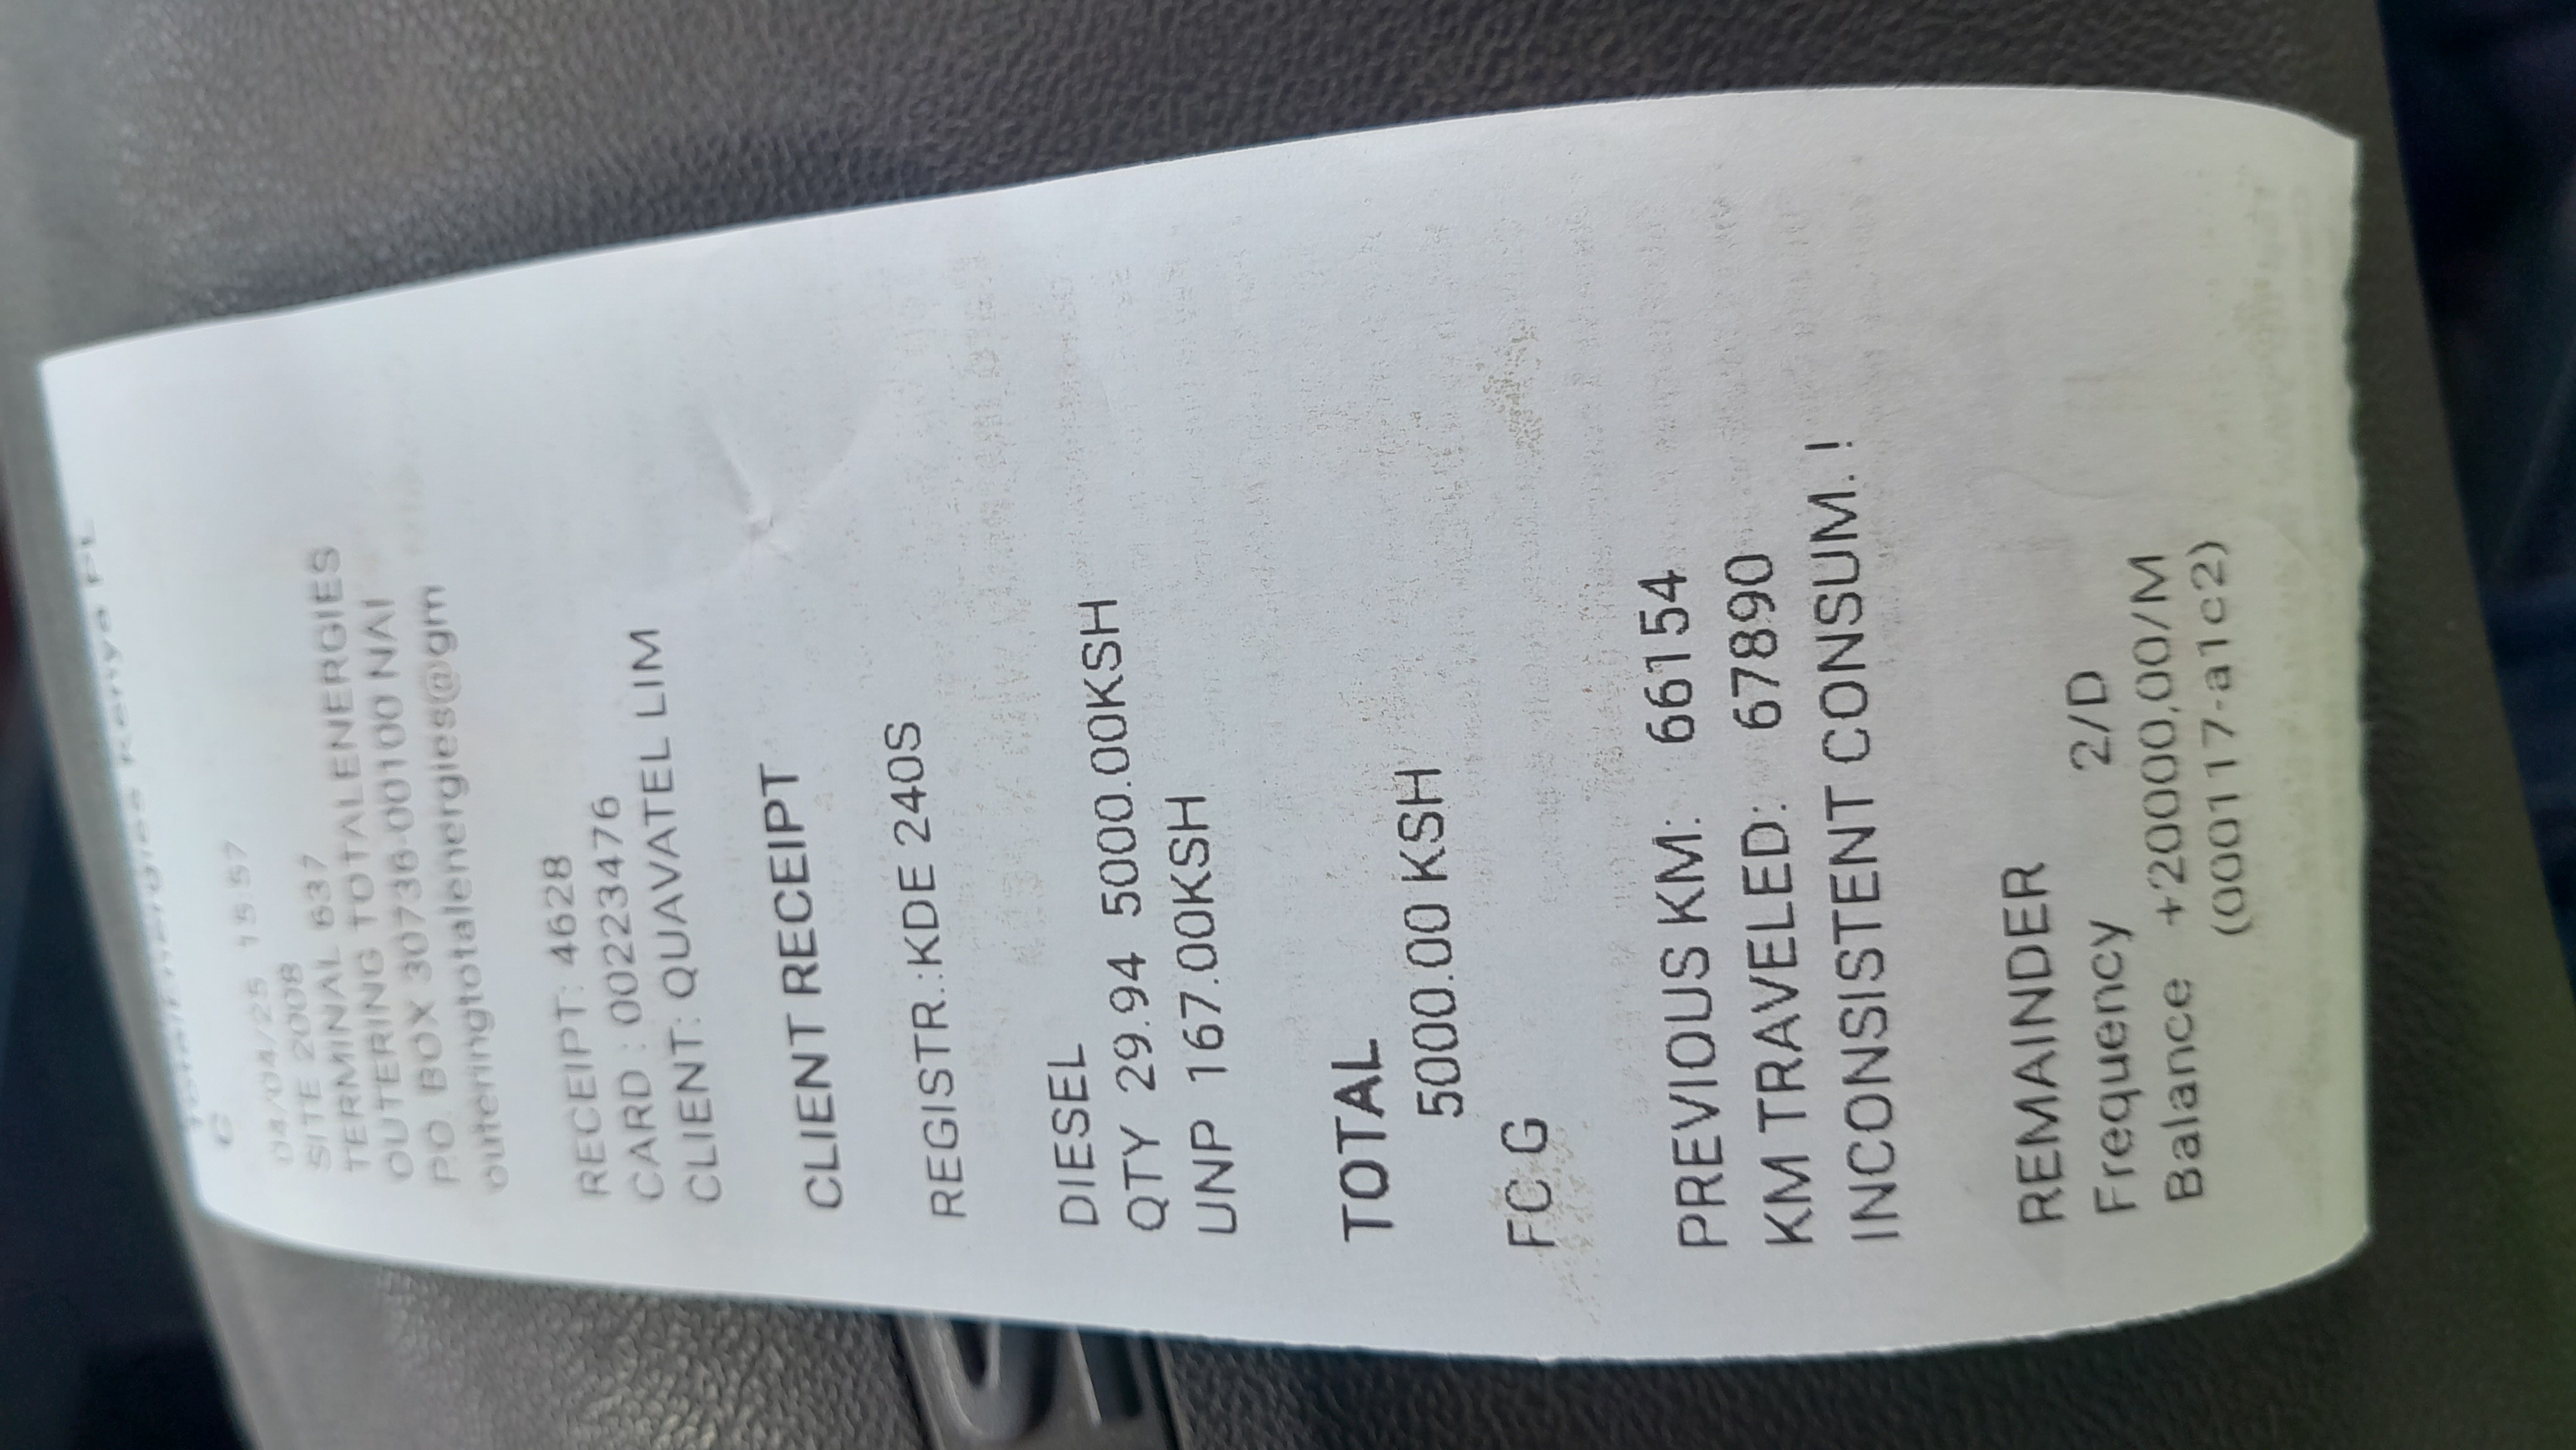 TotalEnergies Kenya PL
C
04/04/25 15:57
SITE 2008
TERMINAL 637
OUTERING TOTALENERGIES
P.O. BOX 30736-00100 NAI
outeringtotalenergies@gm
RECEIPT: 4628
CARD : 00223476
CLIENT: QUAVATEL LIM
CLIENT RECEIPT
REGISTR.:KDE 240S
DIESEL
QTY 29.94 5000.00KSH
UNP 167.00KSH
TOTAL
5000.00 KSH
FC G
PREVIOUS KM: 66154
KM TRAVELED: 67890
INCONSISTENT CONSUM. !
REMAINDER
Frequency 2/D
Balance +20000,00/M
(000117-a1c2)